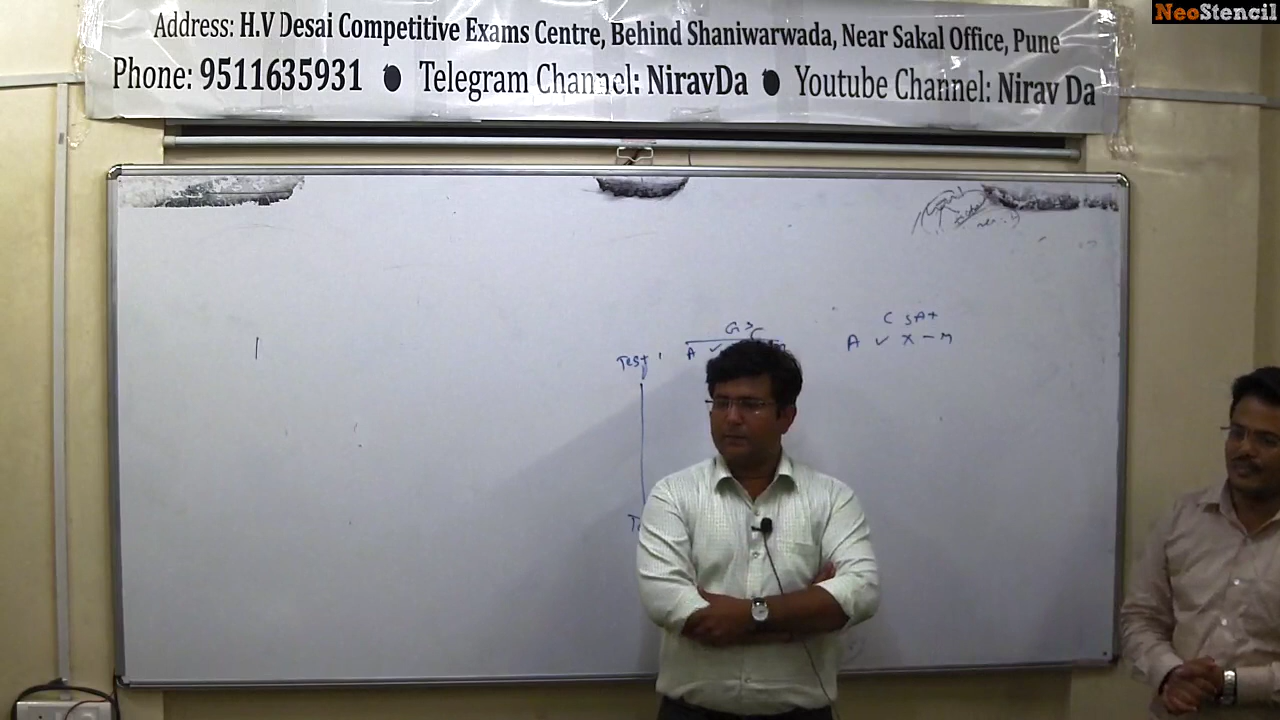 NeoStencil
Address: H.V Desai Competitive Exams Centre, Behind Shaniwarwada, Near Sakal Office, Pune
Phone: 9511635931 ● Telegram Channel: NiravDa ● Youtube Channel: Nirav Da
CSAT
Test
A ✓
A ✓ x - M